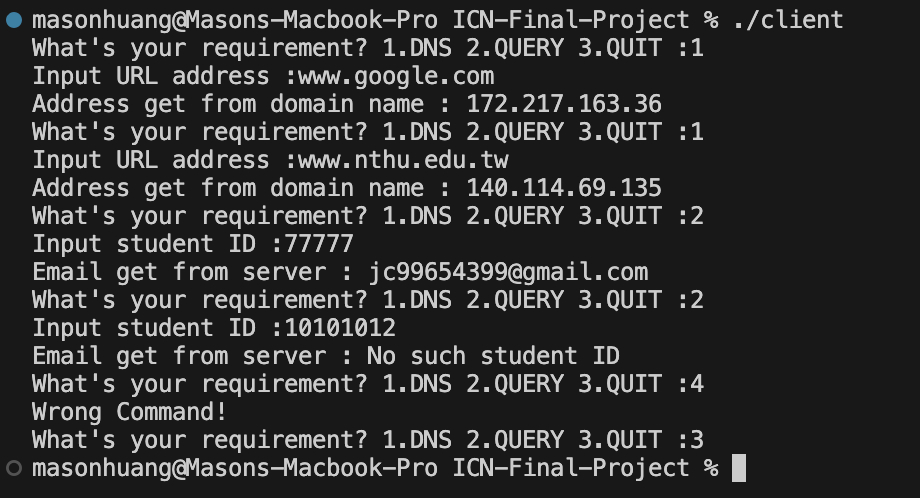 masonhuang@Masons-Macbook-Pro ICN-Final-Project % ./client
What's your requirement? 1.DNS 2.QUERY 3.QUIT :1
Input URL address :www.google.com
Address get from domain name : 172.217.163.36
What's your requirement? 1.DNS 2.QUERY 3.QUIT :1
Input URL address :www.nthu.edu.tw
Address get from domain name : 140.114.69.135
What's your requirement? 1.DNS 2.QUERY 3.QUIT :2
Input student ID :77777
Email get from server : jc99654399@gmail.com
What's your requirement? 1.DNS 2.QUERY 3.QUIT :2
Input student ID :10101012
Email get from server : No such student ID
What's your requirement? 1.DNS 2.QUERY 3.QUIT :4
Wrong Command!
What's your requirement? 1.DNS 2.QUERY 3.QUIT :3
masonhuang@Masons-Macbook-Pro ICN-Final-Project %